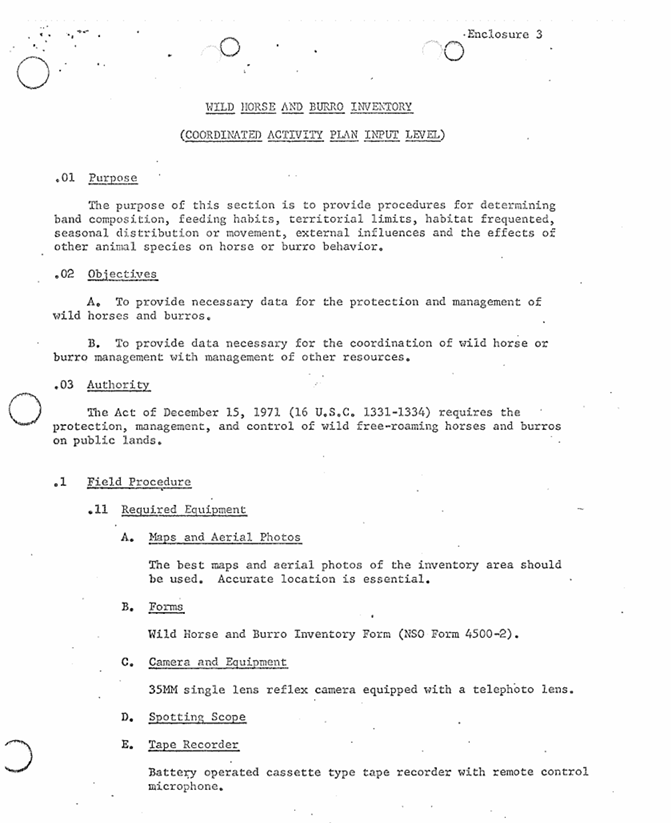 Enclosure 3
WILD HORSE AND BURRO INVENTORY
(COORDINATED ACTIVITY PLAN INPUT LEVEL)
.01 Purpose
The purpose of this section is to provide procedures for determining
band composition, feeding habits, territorial limits, habitat frequented,
seasonal distribution or movement, external influences and the effects of
other animal species on horse or burro behavior.
.02 Objectives
A. To provide necessary data for the protection and management of
wild horses and burros.
B. To provide data necessary for the coordination of wild horse or
burro management with management of other resources.
.03 Authority
The Act of December 15, 1971 (16 U.S.C. 1331-1334) requires the
protection, management, and control of wild free-roaming horses and burros
on public lands.
.1 Field Procedure
.11 Required Equipment
A. Maps and Aerial Photos
The best maps and aerial photos of the inventory area should
be used. Accurate location is essential.
B. Forms
Wild Horse and Burro Inventory Form (NSO Form 4500-2).
C. Camera and Equipment
35MM single lens reflex camera equipped with a telephoto lens.
D. Spotting Scope
E. Tape Recorder
Battery operated cassette type tape recorder with remote control
microphone.